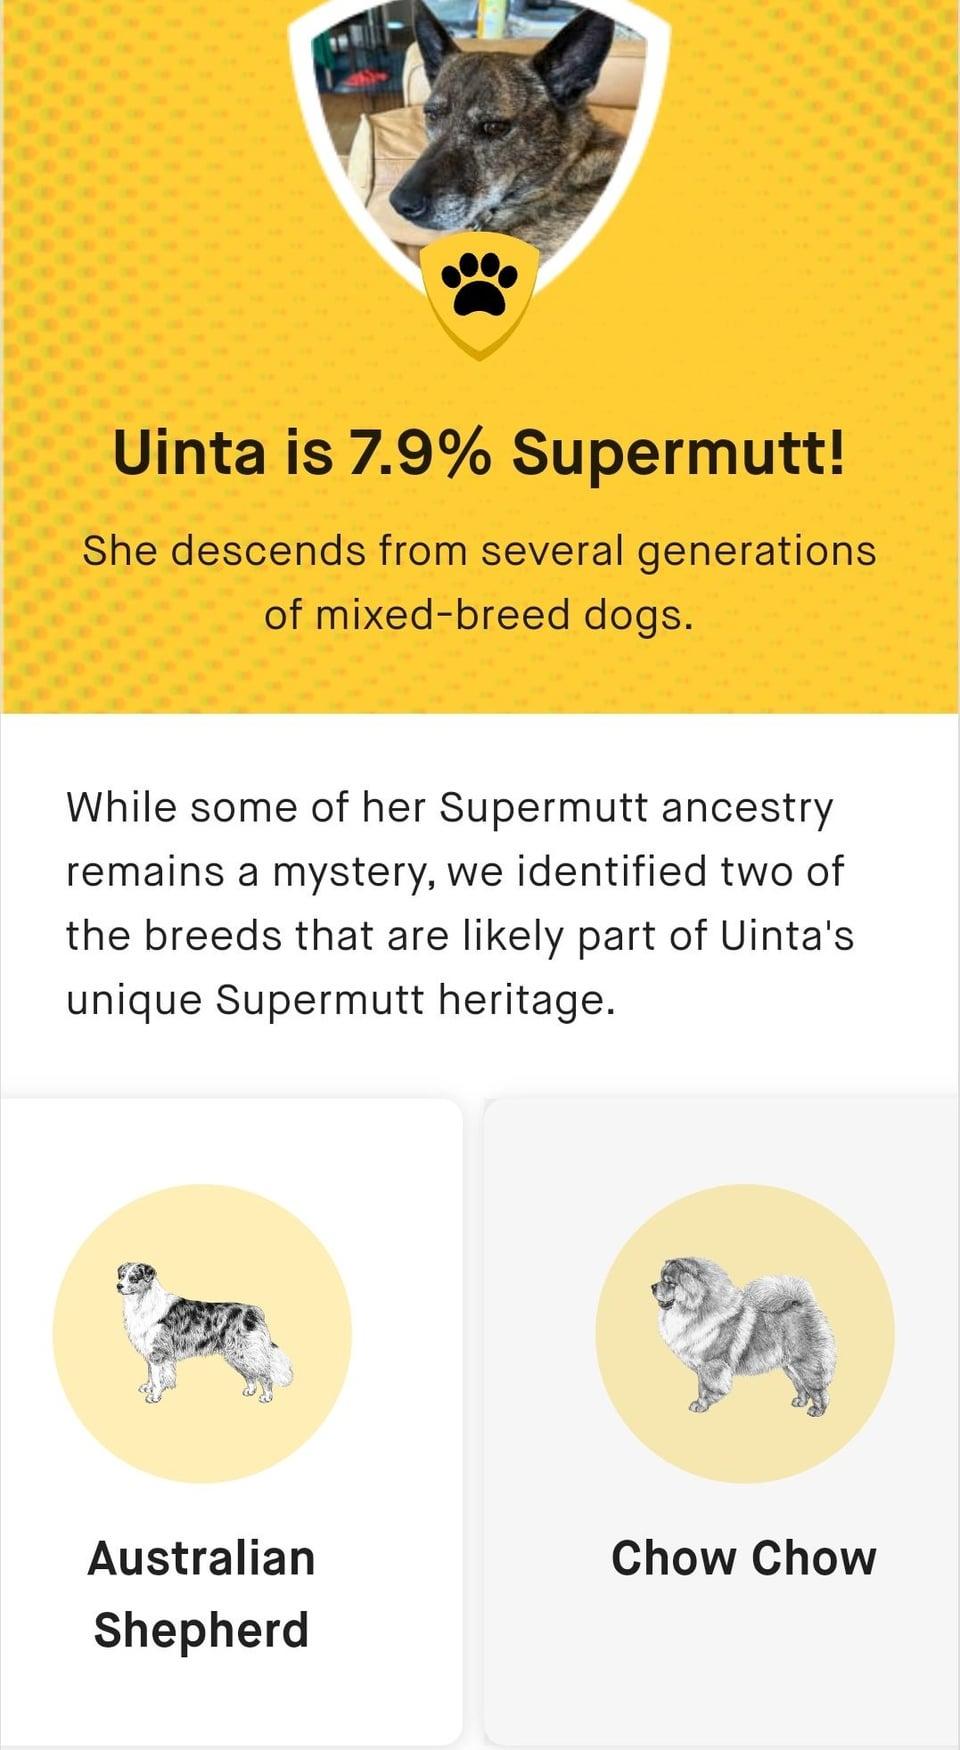 Uinta is 7.9% Supermutt!
She descends from several generations
of mixed-breed dogs.
While some of her Supermutt ancestry
remains a mystery, we identified two of
the breeds that are likely part of Uinta's
unique Supermutt heritage.
Australian
Shepherd
Chow Chow